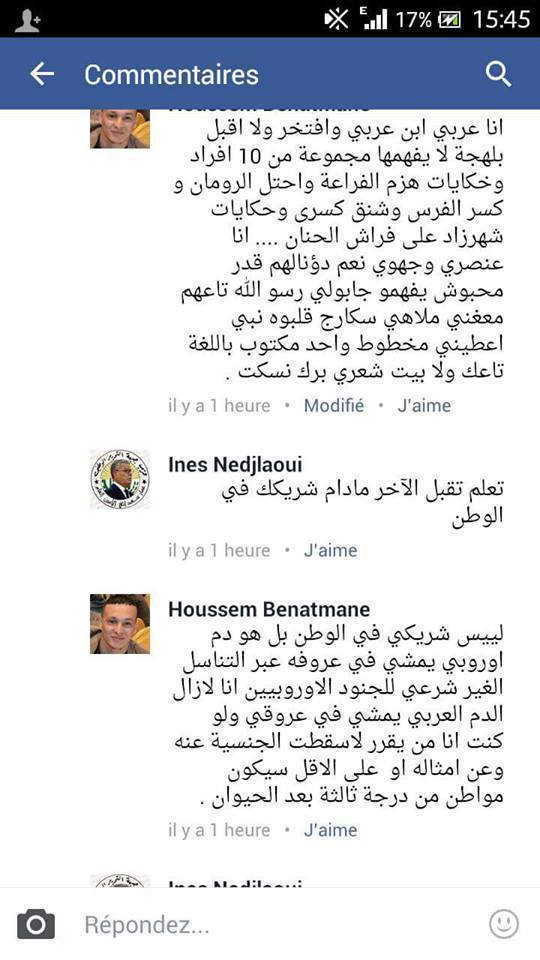 E 17% 15:45
Commentaires
Houssem Benatmane
انا عربي ابن عربي وافتخر ولا اقبل
بلهجة لا يفهمها مجموعة من 10 افراد
وخكايات هزم الفراعة واحتل الرومان و
كسر الفرس وشنق كسرى وحكايات
شهرزاد على فراش الحنان .... انا
عنصري وجهوي نعم دؤنالهم قدر
محبوش يفهمو جابولي رسو الله تاعهم
معغني ملاهي سكارج قلبوه نبي
اعطيني مخطوط واحد مكتوب باللغة
تاعك ولا بيت شعري برك نسكت .
il y a 1 heure • Modifié • J'aime
Ines Nedjlaoui
تعلم تقبل الآخر مادام شريكك في
الوطن
il y a 1 heure • J'aime
Houssem Benatmane
لييس شريكي في الوطن بل هو دم
اوروبي يمشي في عروفه عبر التناسل
الغير شرعي للجنود الاوروبيين انا لازال
الدم العربي يمشي في عروقي ولو
كنت انا من يقرر لاسقطت الجنسية عنه
وعن امثاله او على الاقل سيكون
مواطن من درجة ثالثة بعد الحيوان .
il y a 1 heure • J'aime
Ines Nedjlaoui
Répondez...